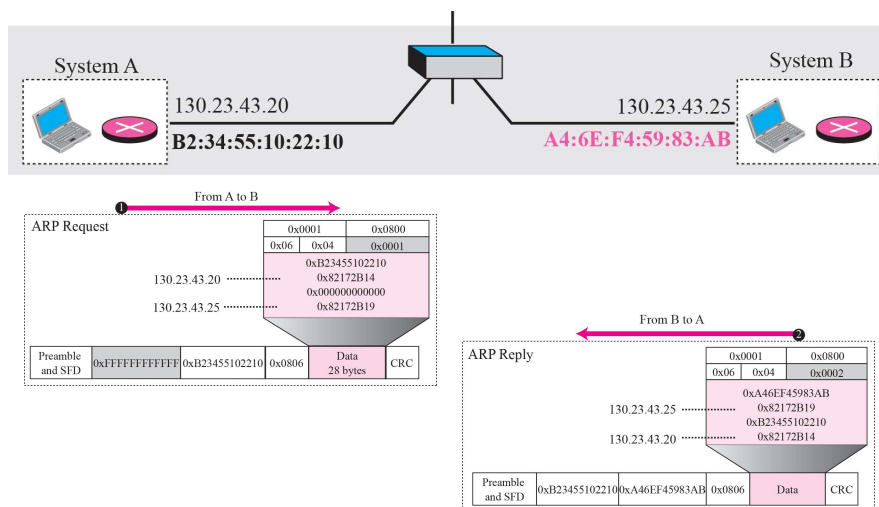 System A
System B
130.23.43.20
130.23.43.25
B2:34:55:10:22:10
A4:6E:F4:59:83:AB
1
From A to B
ARP Request
0x0001 0x0800
0x06 0x04 0x0001
0xB23455102210
130.23.43.20 0x82172B14
0x000000000000
130.23.43.25 0x82172B19
Preamble
and SFD
0xFFFFFFFFFFFF
0xB23455102210
0x0806
Data
28 bytes
CRC
From B to A
2
ARP Reply
0x0001 0x0800
0x06 0x04 0x0002
0xA46EF45983AB
130.23.43.25 0x82172B19
0xB23455102210
130.23.43.20 0x82172B14
Preamble
and SFD
0xB23455102210
0xA46EF45983AB
0x0806
Data
CRC